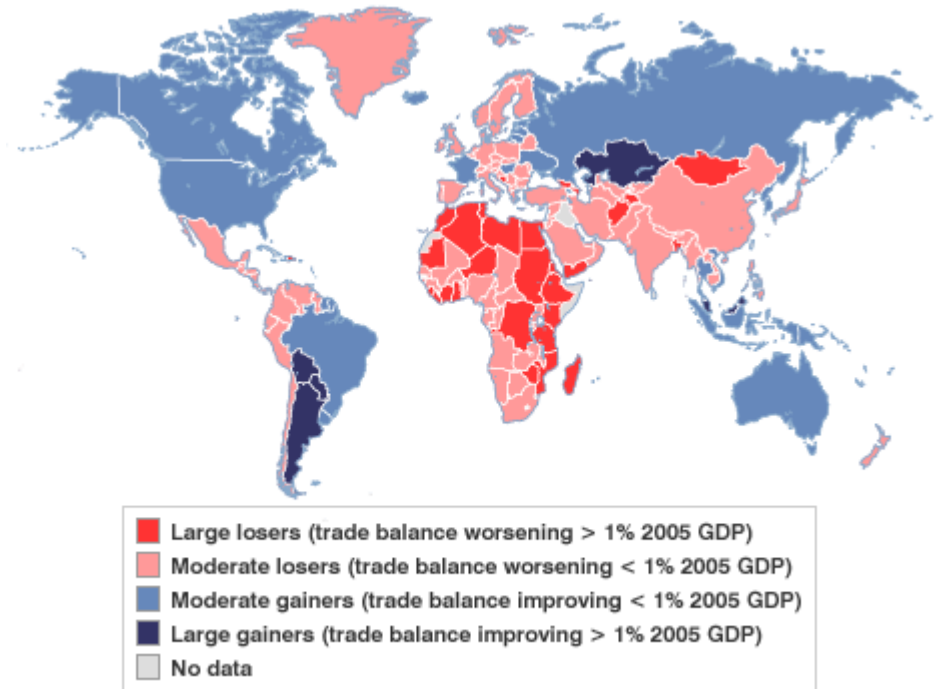 Large losers (trade balance worsening > 1% 2005 GDP)
Moderate losers (trade balance worsening < 1% 2005 GDP)
Moderate gainers (trade balance improving < 1% 2005 GDP)
Large gainers (trade balance improving > 1% 2005 GDP)
No data